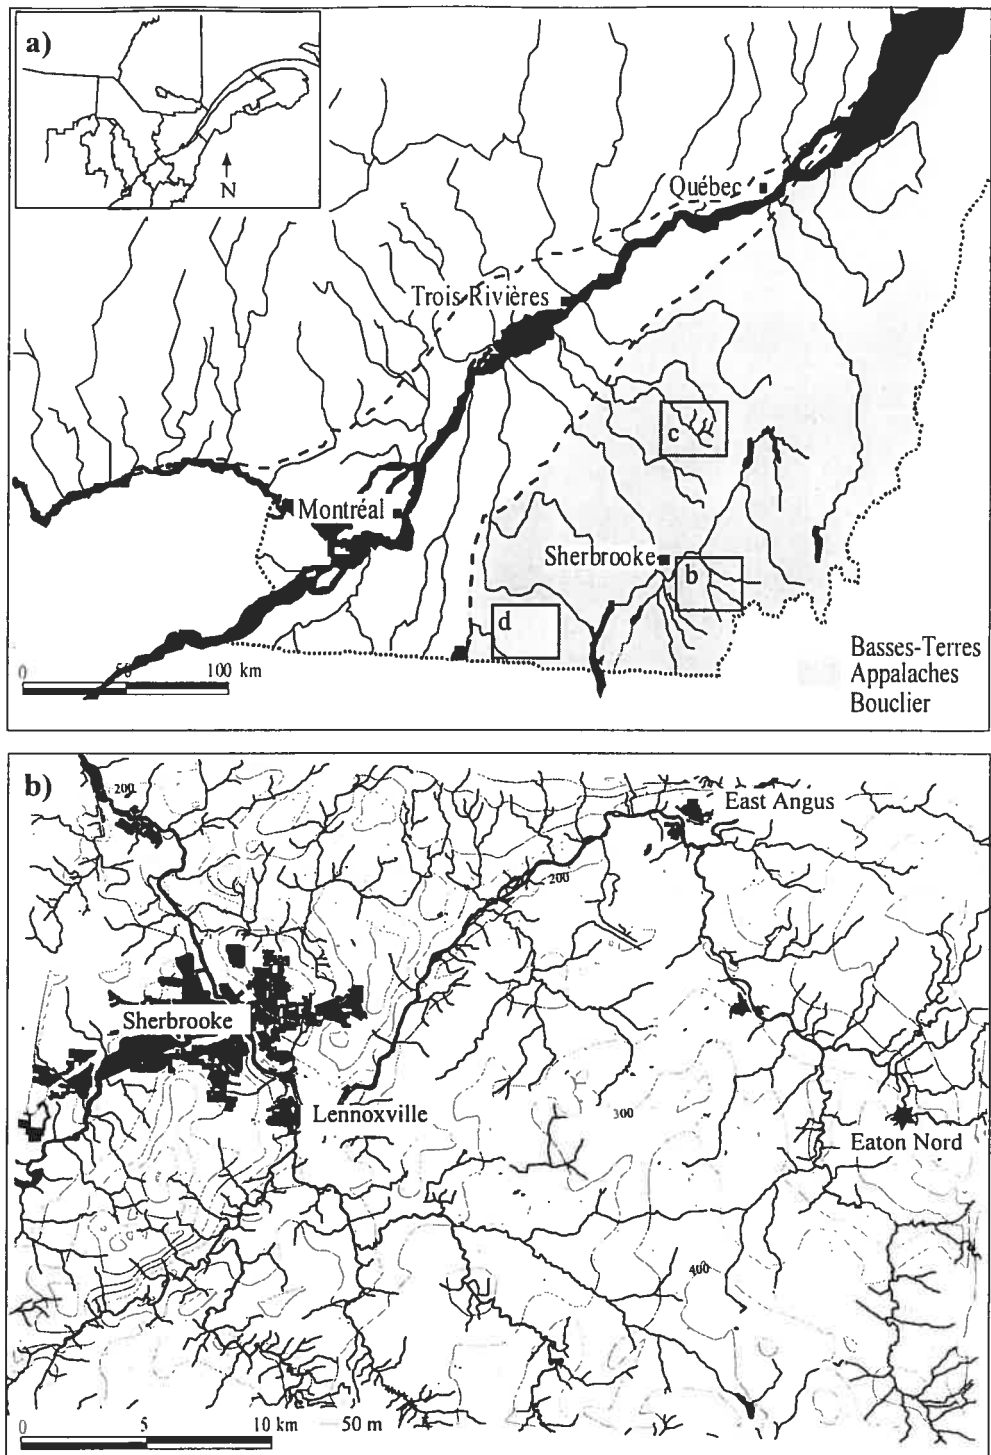 a)
N
Québec
Trois-Rivières
c
Montréal
Sherbrooke
b
d
Basses-Terres
Appalaches
Bouclier
0 50 100 km
b)
200
East Angus
200
Sherbrooke
Lennoxville
300
Eaton Nord
400
0 5 10 km 50 m